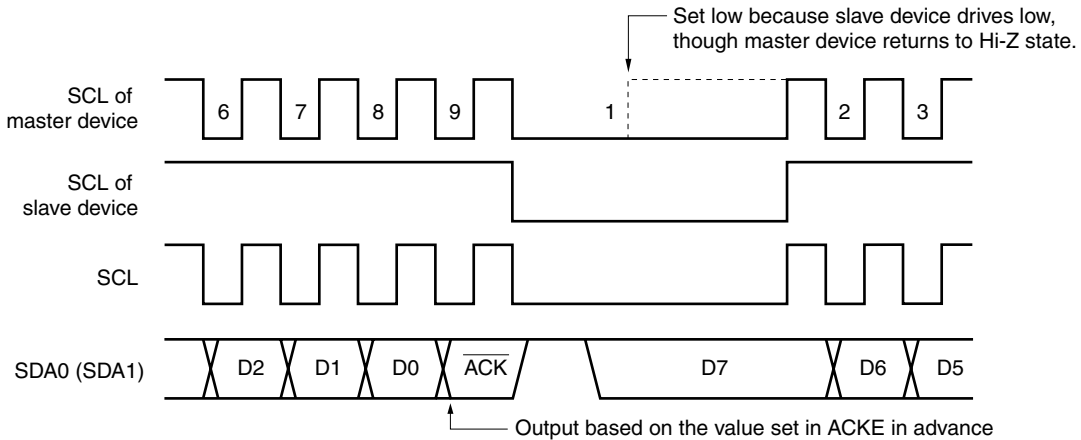 Set low because slave device drives low,
though master device returns to Hi-Z state.
SCL of
master device
6 7 8 9 1 2 3
SCL of
slave device
SCL
SDA0 (SDA1)
D2 D1 D0 A̅C̅K̅ D7 D6 D5
Output based on the value set in ACKE in advance